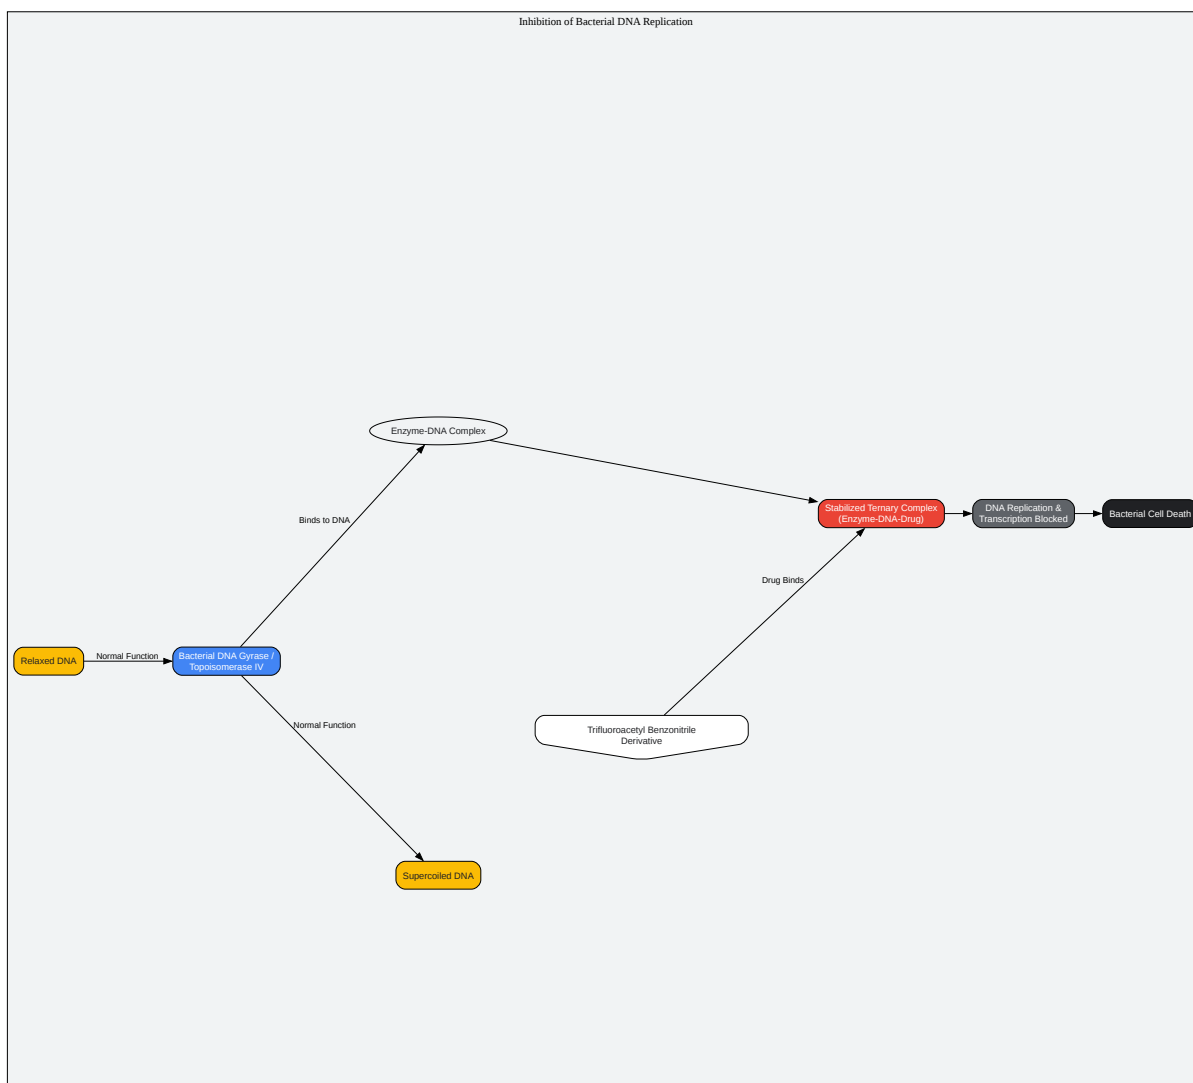 Inhibition of Bacterial DNA Replication
Enzyme-DNA Complex
Stabilized Ternary Complex
(Enzyme-DNA-Drug)
DNA Replication &
Transcription Blocked
Bacterial Cell Death
Binds to DNA
Drug Binds
Relaxed DNA
Normal Function
Bacterial DNA Gyrase /
Topoisomerase IV
Normal Function
Trifluoroacetyl Benzonitrile
Derivative
Supercoiled DNA